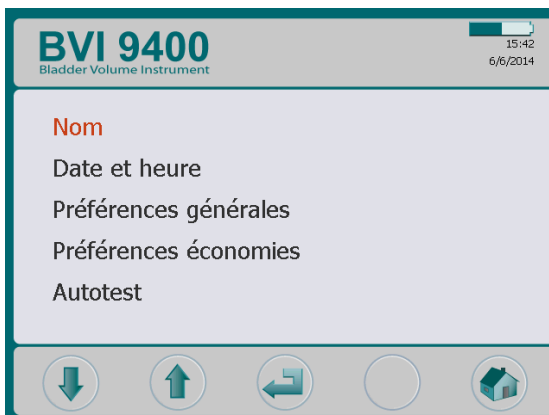 BVI 9400
Bladder Volume Instrument
15:42
6/6/2014
Nom
Date et heure
Préférences générales
Préférences économies
Autotest